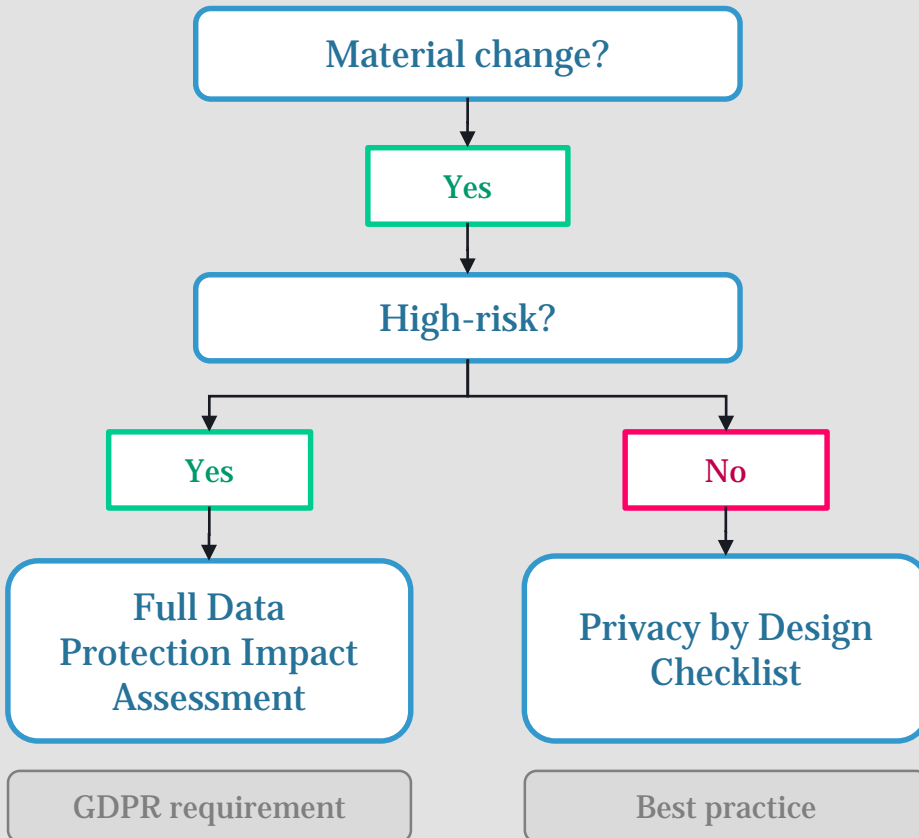 Material change?
Yes
High-risk?
Yes
No
Full Data
Protection Impact
Assessment
Privacy by Design
Checklist
GDPR requirement
Best practice